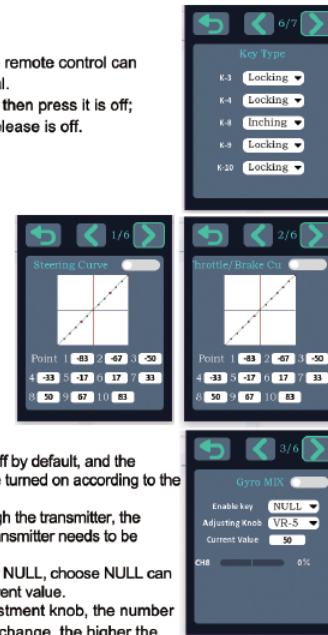 6/7
Key Type
remote control can
K-3 Locking
al.
K-4 Locking
then press it is off;
K-8 Inching
elease is off.
K-9 Locking
K-10 Locking
1/6
Steering Curve
Point 1 -83 2 -67 3 -50
4 -33 5 -17 6 17 7 33
8 50 9 67 10 83
2/6
hrottle/Brake Cu
Point 1 -83 2 -67 3 -50
4 -33 5 -17 6 17 7 33
8 50 9 67 10 83
ff by default, and the
turned on according to the
gh the transmitter, the
ansmitter needs to be
NULL, choose NULL can
rent value.
stment knob, the number
change, the higher the
3/6
Gyro MIX
Enable key NULL
Adjusting Knob VR-5
Current Value 50
CH8 0%